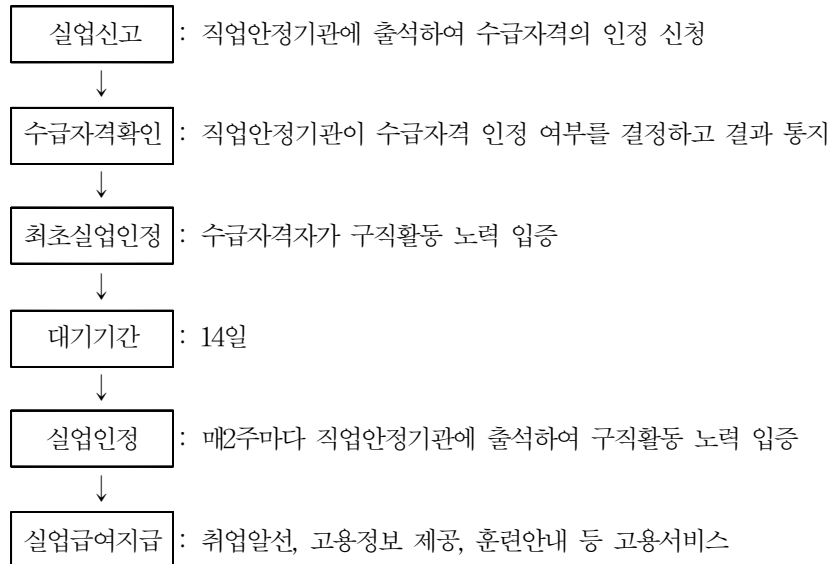 실업신고 : 직업안정기관에 출석하여 수급자격의 인정 신청
↓
수급자격확인 : 직업안정기관이 수급자격 인정 여부를 결정하고 결과 통지
↓
최초실업인정 : 수급자격자가 구직활동 노력 입증
↓
대기기간 : 14일
↓
실업인정 : 매2주마다 직업안정기관에 출석하여 구직활동 노력 입증
↓
실업급여지급 : 취업알선, 고용정보 제공, 훈련안내 등 고용서비스